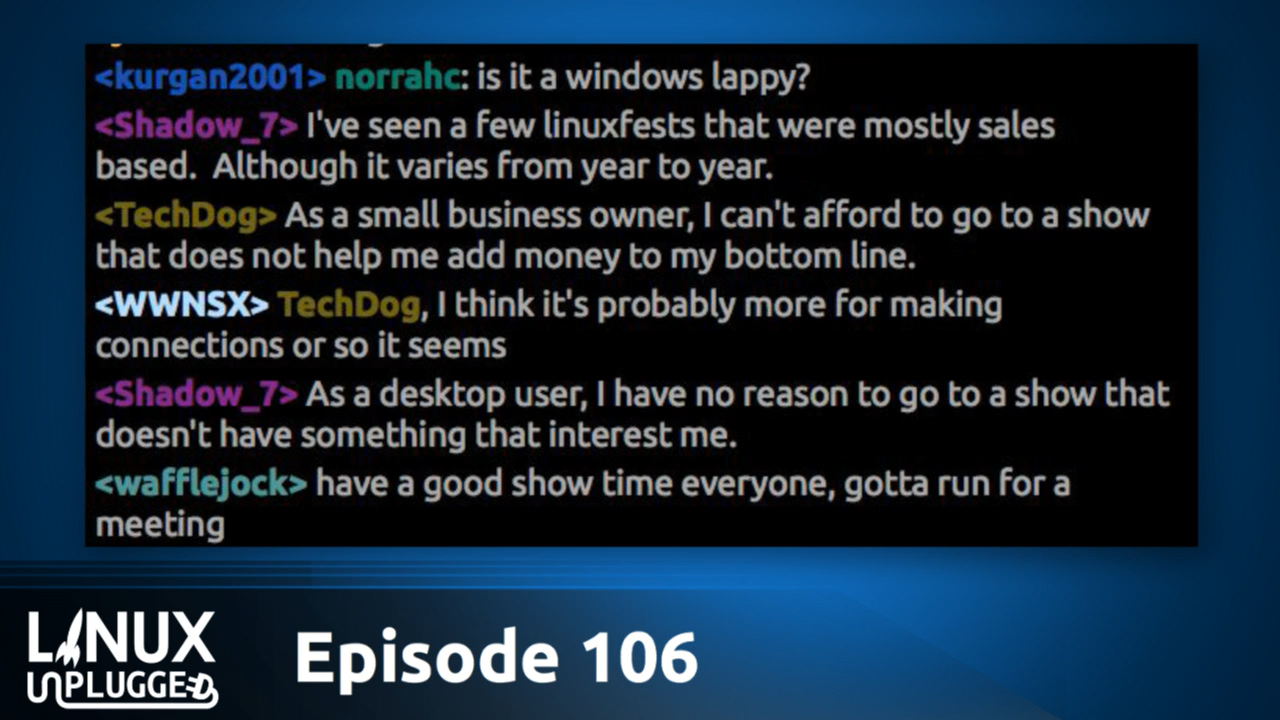 <kurgan2001> norrahc: is it a windows lappy?
<Shadow_7> I've seen a few linuxfests that were mostly sales
based.  Although it varies from year to year.
<TechDog> As a small business owner, I can't afford to go to a show
that does not help me add money to my bottom line.
<WWNSX> TechDog, I think it's probably more for making
connections or so it seems
<Shadow_7> As a desktop user, I have no reason to go to a show that
doesn't have something that interest me.
<wafflejock> have a good show time everyone, gotta run for a
meeting
LINUX
UNPLUGGED
Episode 106